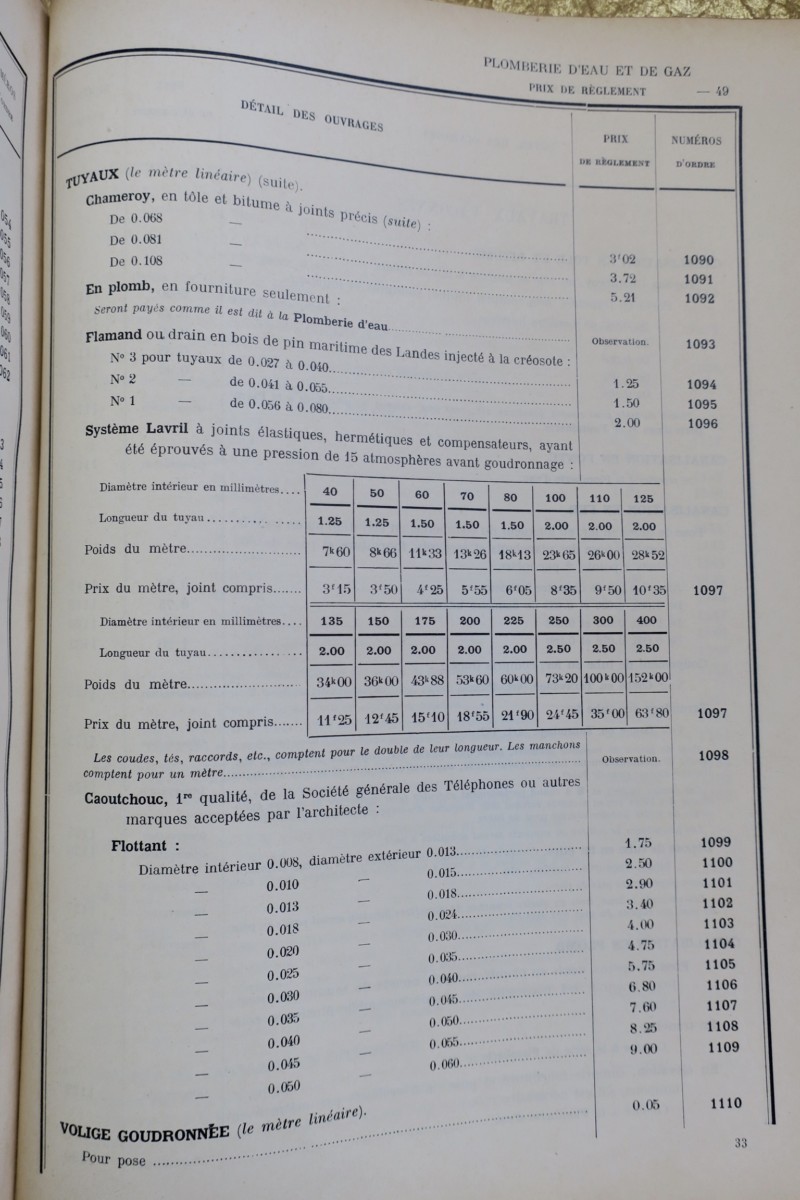 PLOMBERIE D'EAU ET DE GAZ
PRIX DE RÈGLEMENT — 49
DÉTAIL DES OUVRAGES
PRIX DE RÈGLEMENT
NUMÉROS D'ORDRE
TUYAUX (le mètre linéaire) (suite).
Chameroy, en tôle et bitume à joints précis (suite) :
De 0.068 — ........ 3f02 1090
De 0.081 — ........ 3.72 1091
De 0.108 — ........ 5.21 1092
En plomb, en fourniture seulement :
Seront payés comme il est dit à la Plomberie d'eau........ Observation. 1093
Flamand ou drain en bois de pin maritime des Landes injecté à la créosote :
N° 3 pour tuyaux de 0.027 à 0.040........ 1.25 1094
N° 2 — de 0.041 à 0.055........ 1.50 1095
N° 1 — de 0.056 à 0.080........ 2.00 1096
Système Lavril à joints élastiques, hermétiques et compensateurs, ayant
été éprouvés à une pression de 15 atmosphères avant goudronnage :
Diamètre intérieur en millimètres.... 40 50 60 70 80 100 110 125
Longueur du tuyau........ 1.25 1.25 1.50 1.50 1.50 2.00 2.00 2.00
Poids du mètre........ 7k60 8k66 11k33 13k26 18k13 23k65 26k00 28k52
Prix du mètre, joint compris....... 3f15 3f50 4f25 5f55 6f05 8f35 9f50 10f35 1097
Diamètre intérieur en millimètres.... 135 150 175 200 225 250 300 400
Longueur du tuyau........ 2.00 2.00 2.00 2.00 2.00 2.50 2.50 2.50
Poids du mètre........ 34k00 36k00 43k88 53k60 60k00 73k20 100k00 152k00
Prix du mètre, joint compris....... 11f25 12f45 15f10 18f55 21f90 24f45 35f00 63f80 1097
Les coudes, tés, raccords, etc., comptent pour le double de leur longueur. Les manchons
comptent pour un mètre........ Observation. 1098
Caoutchouc, 1re qualité, de la Société générale des Téléphones ou autres
marques acceptées par l'architecte :
Flottant :
Diamètre intérieur 0.008, diamètre extérieur 0.013........ 1.75 1099
— 0.010 — 0.015........ 2.50 1100
— 0.013 — 0.018........ 2.90 1101
— 0.018 — 0.024........ 3.40 1102
— 0.020 — 0.030........ 4.00 1103
— 0.025 — 0.035........ 4.75 1104
— 0.030 — 0.040........ 5.75 1105
— 0.035 — 0.045........ 6.80 1106
— 0.040 — 0.050........ 7.60 1107
— 0.045 — 0.055........ 8.25 1108
— 0.050 — 0.060........ 9.00 1109
VOLIGE GOUDRONNÉE (le mètre linéaire).
Pour pose ........ 0.05 1110
33